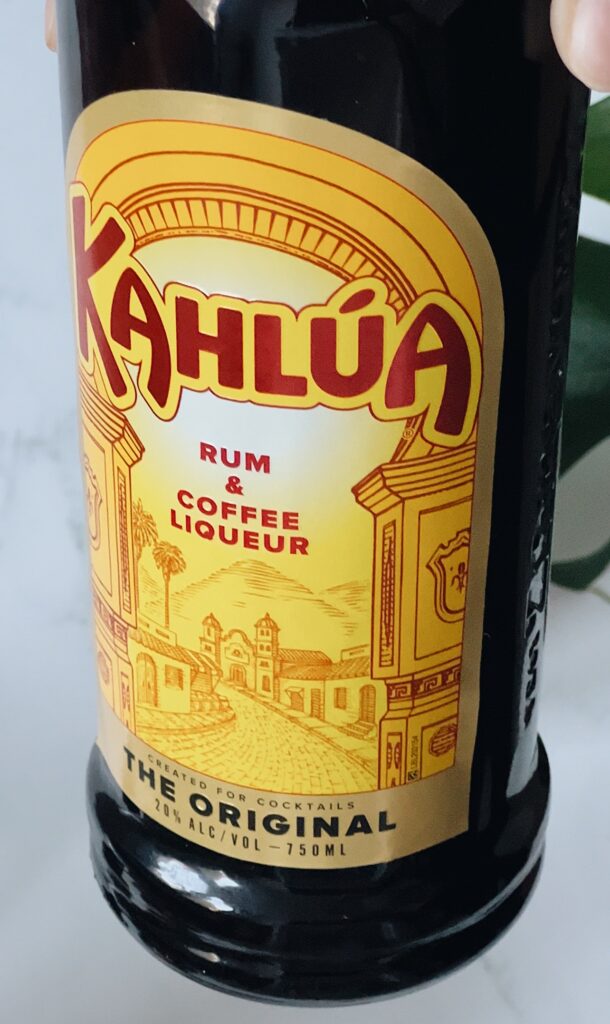 KAHLÚA
®
RUM
&
COFFEE
LIQUEUR
CREATED FOR COCKTAILS
THE ORIGINAL
20% ALC/VOL — 750ML